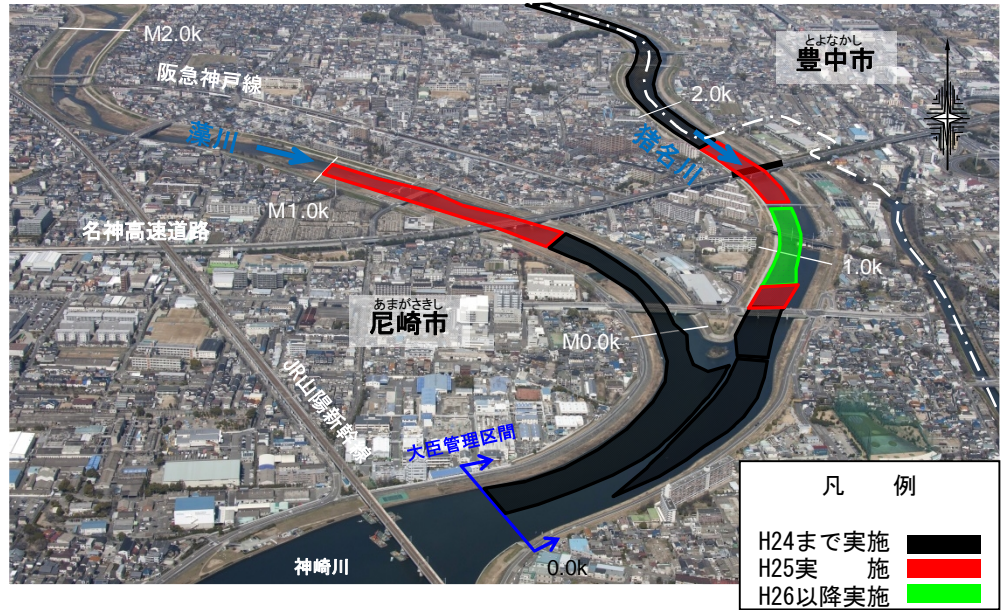 M2.0k
阪急神戸線
とよなかし
豊中市
2.0k
藻川
猪名川
M1.0k
名神高速道路
1.0k
あまがさきし
尼崎市
M0.0k
JR山陽新幹線
大臣管理区間
神崎川
0.0k
凡 例
H24まで実施
H25実 施
H26以降実施